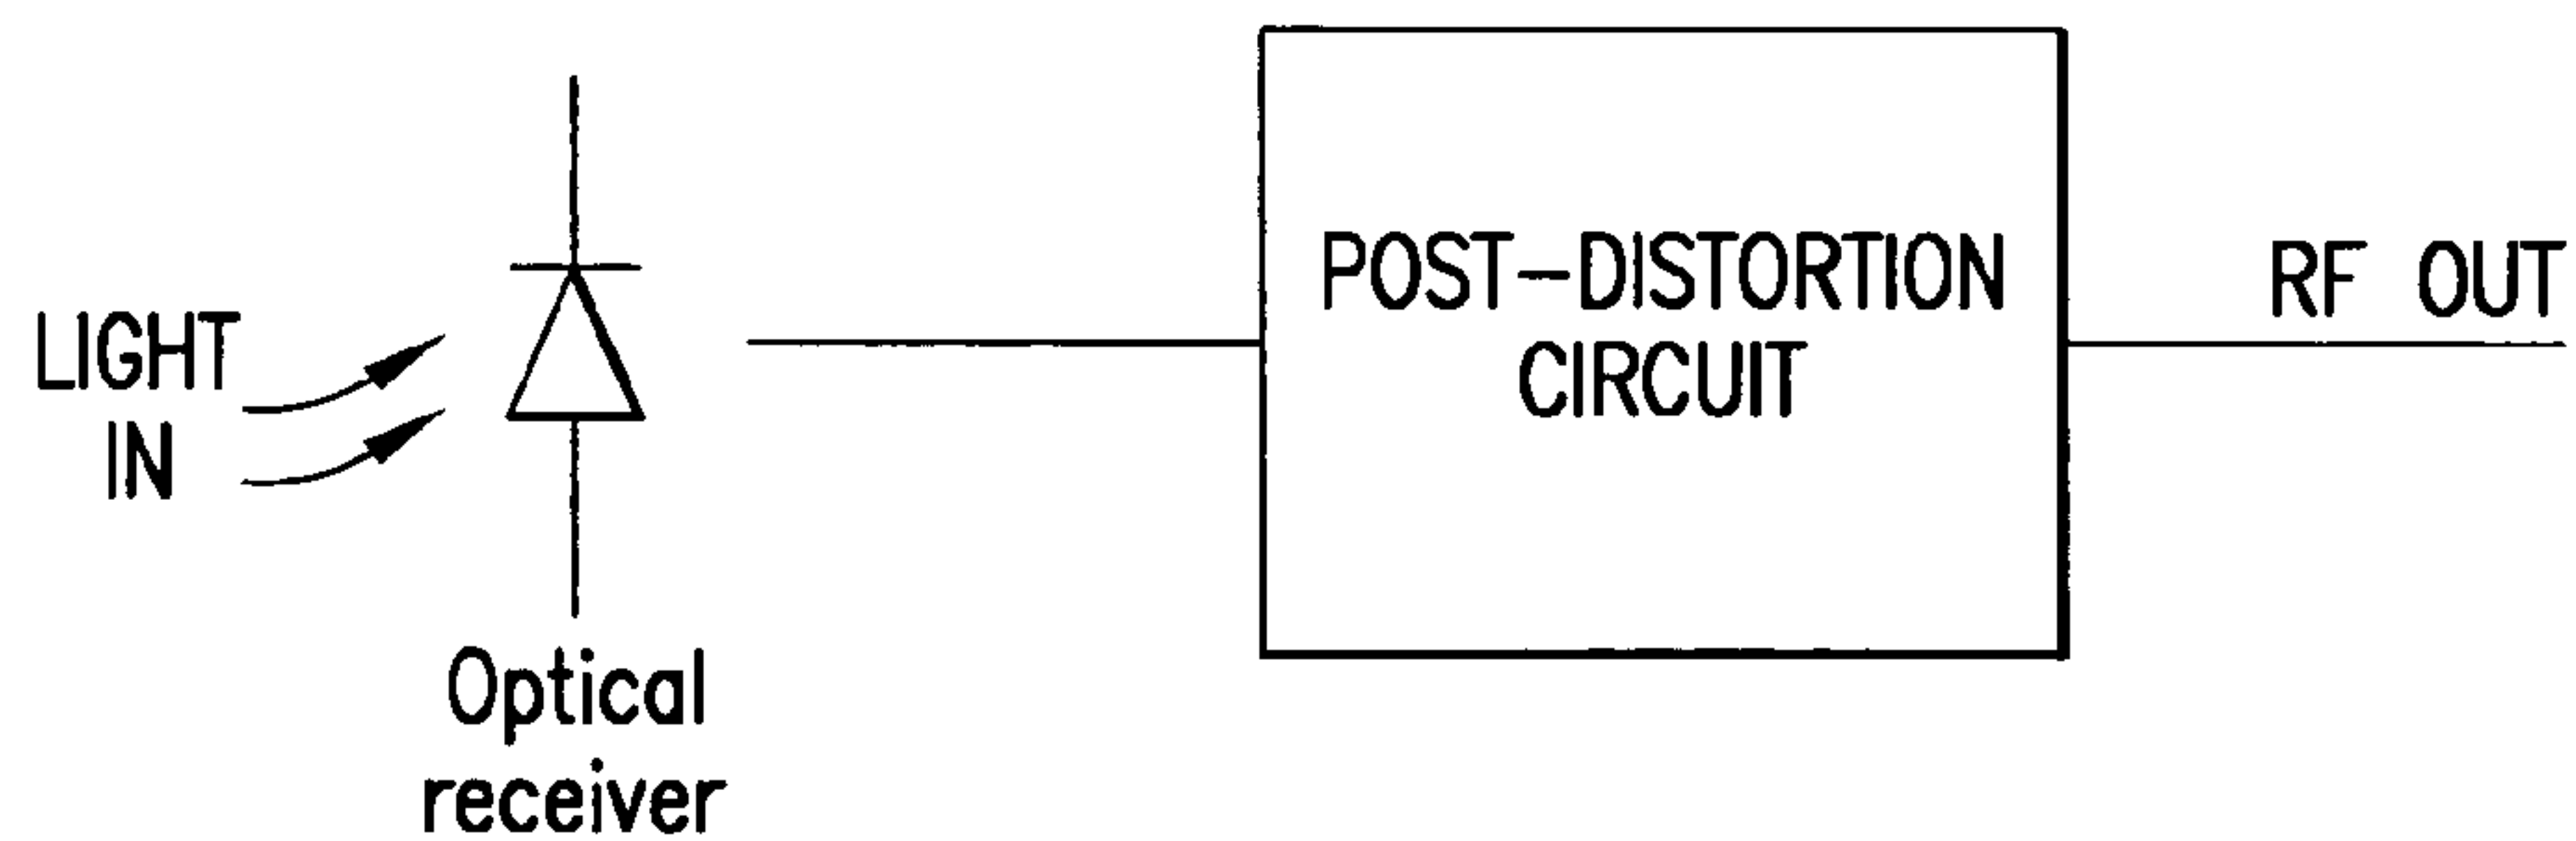 LIGHT
IN
Optical
receiver
POST-DISTORTION
CIRCUIT
RF OUT